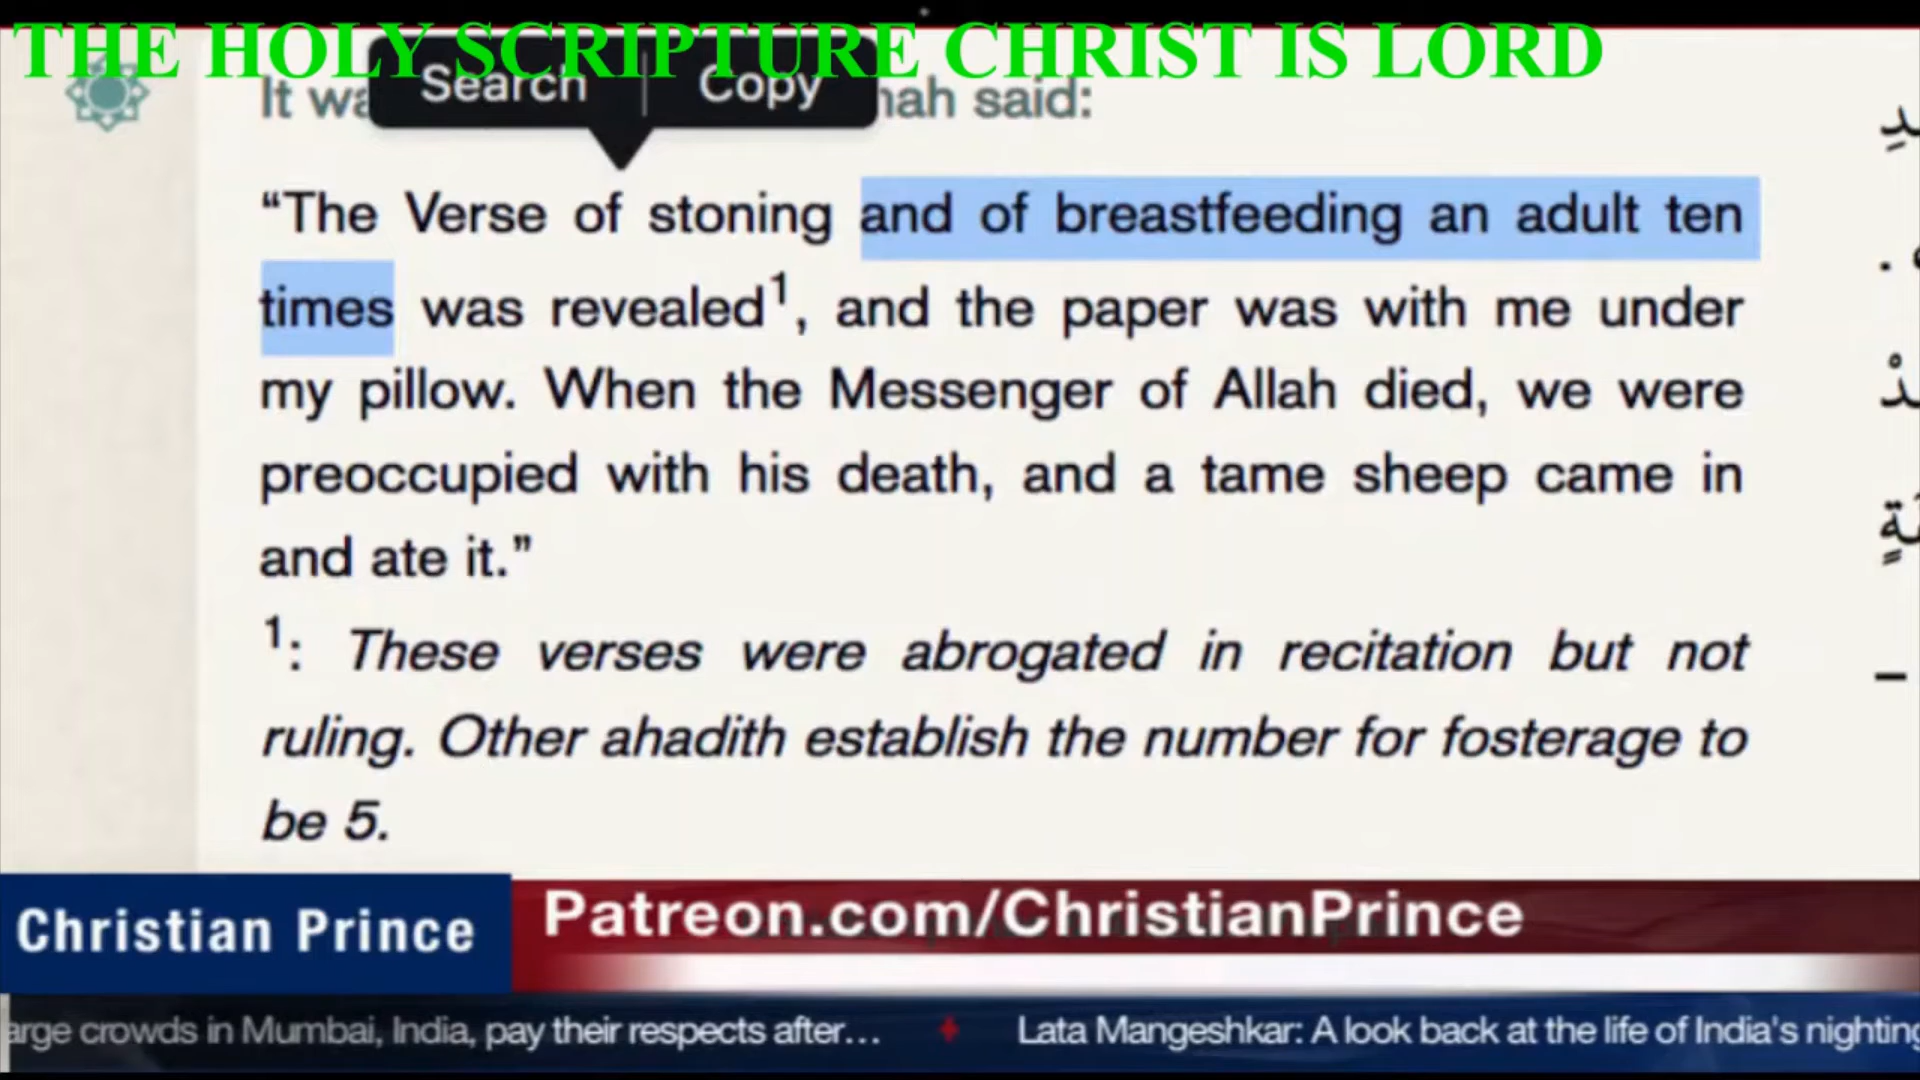 THE HOLY SCRIPTURE CHRIST IS LORD
Search | Copy
It wa nah said:
“The Verse of stoning and of breastfeeding an adult ten
times was revealed¹, and the paper was with me under
my pillow. When the Messenger of Allah died, we were
preoccupied with his death, and a tame sheep came in
and ate it.”
¹: These verses were abrogated in recitation but not
ruling. Other ahadith establish the number for fosterage to
be 5.
Christian Prince
Patreon.com/ChristianPrince
arge crowds in Mumbai, India, pay their respects after... Lata Mangeshkar: A look back at the life of India's nighting